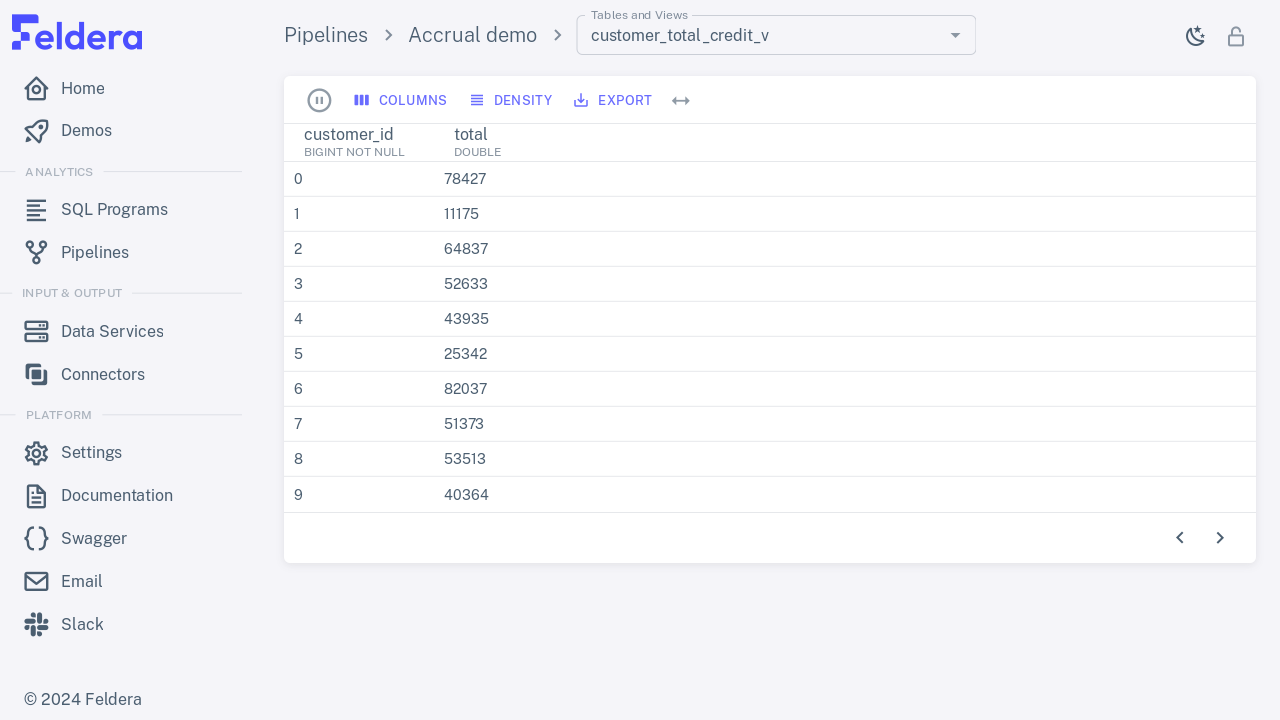 Feldera
Home
Demos
ANALYTICS
SQL Programs
Pipelines
INPUT & OUTPUT
Data Services
Connectors
PLATFORM
Settings
Documentation
Swagger
Email
Slack
© 2024 Feldera
Pipelines > Accrual demo >
Tables and Views
customer_total_credit_v
COLUMNS DENSITY EXPORT
customer_id total
BIGINT NOT NULL DOUBLE
0 78427
1 11175
2 64837
3 52633
4 43935
5 25342
6 82037
7 51373
8 53513
9 40364